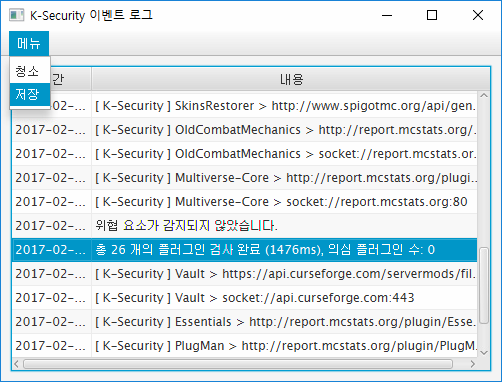 K-Security 이벤트 로그
메뉴
청소
저장
간 내용
2017-02-... [ K-Security ] SkinsRestorer > http://www.spigotmc.org/api/gen...
2017-02-... [ K-Security ] OldCombatMechanics > http://report.mcstats.org/...
2017-02-... [ K-Security ] OldCombatMechanics > socket://report.mcstats.or...
2017-02-... [ K-Security ] Multiverse-Core > http://report.mcstats.org/plugi...
2017-02-... [ K-Security ] Multiverse-Core > socket://report.mcstats.org:80
2017-02-... 위협 요소가 감지되지 않았습니다.
2017-02-... 총 26 개의 플러그인 검사 완료 (1476ms), 의심 플러그인 수: 0
2017-02-... [ K-Security ] Vault > https://api.curseforge.com/servermods/fil...
2017-02-... [ K-Security ] Vault > socket://api.curseforge.com:443
2017-02-... [ K-Security ] Essentials > http://report.mcstats.org/plugin/Esse...
2017-02-... [ K-Security ] PlugMan > http://report.mcstats.org/plugin/PlugM...